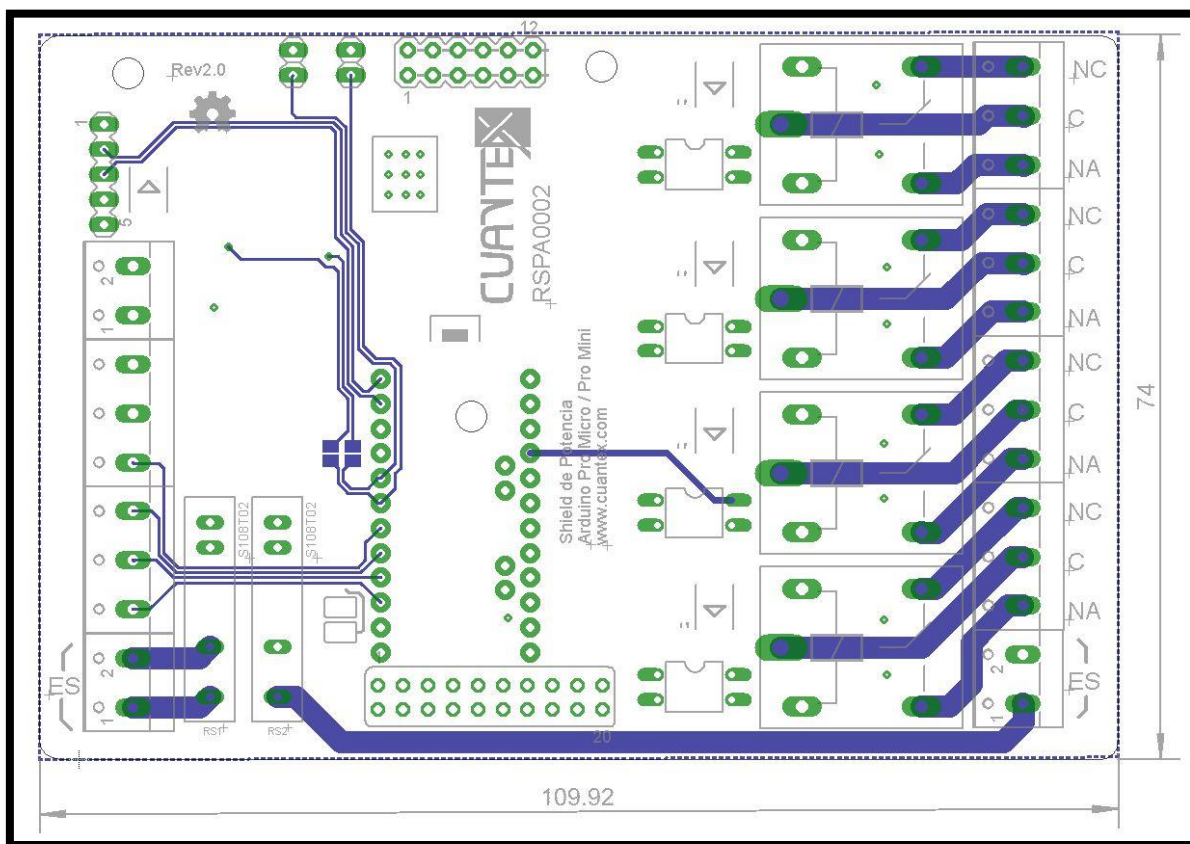 12
Rev2.0
1
1
5
CUANTEX
RSPA0002
Shield de Potencia
Arduino Pro Micro / Pro Mini
www.cuantex.com
NC
C
NA
NC
C
NA
NC
C
NA
NC
C
NA
2
1
S108T02
S108T02
2
1
ES
RS1
RS2
1
20
2
1
ES
74
109.92